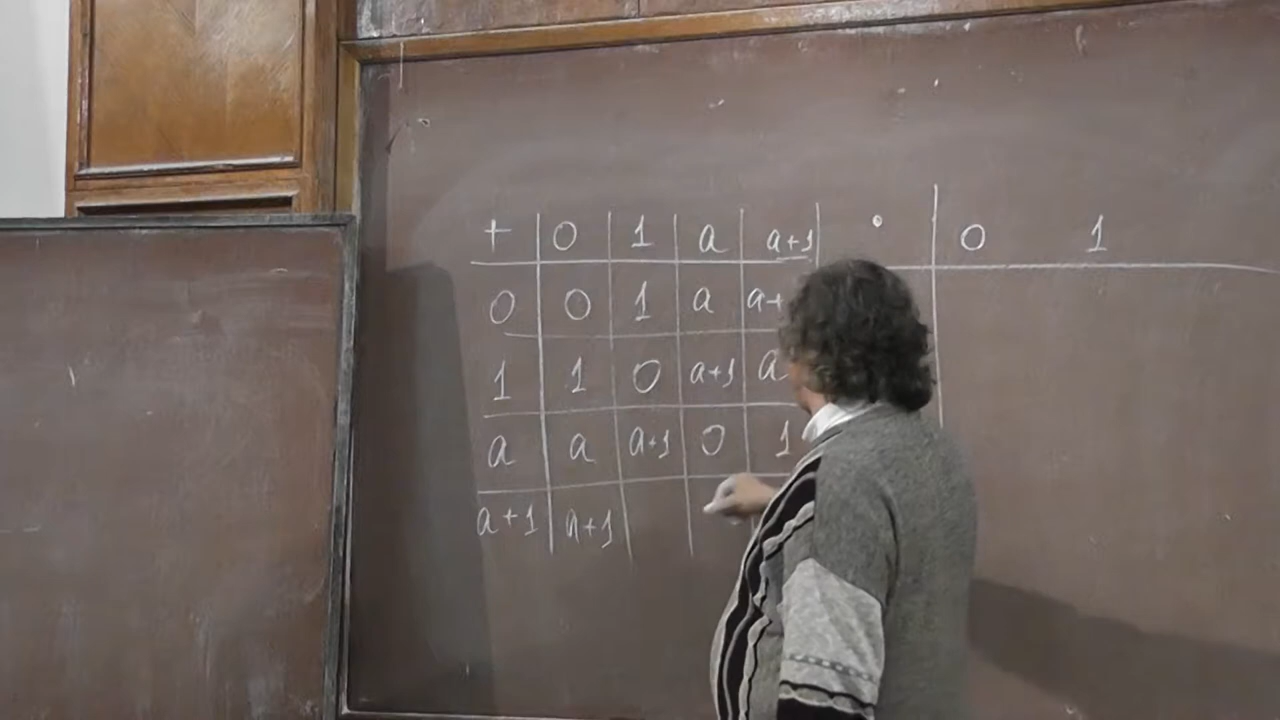 + 0 1 a a+1 · 0 1
0 0 1 a a+
1 1 0 a+1 a
a a a+1 0 1
a+1 a+1